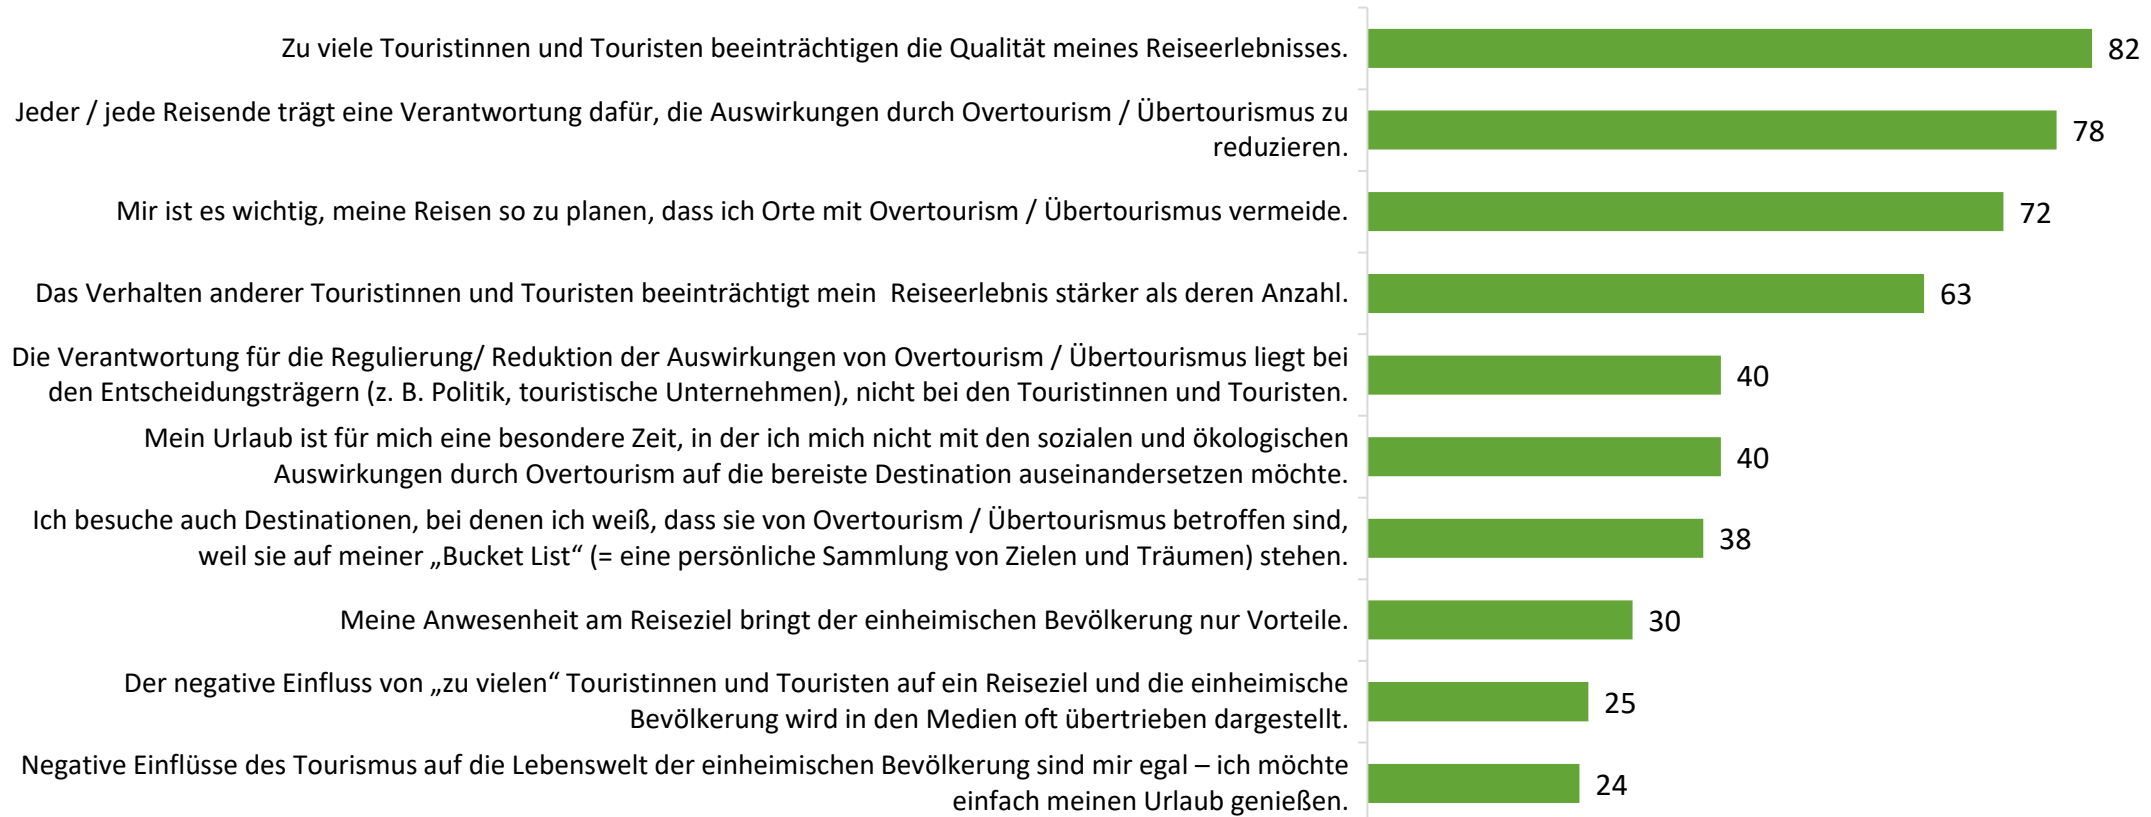 Zu viele Touristinnen und Touristen beeinträchtigen die Qualität meines Reiseerlebnisses.
82
Jeder / jede Reisende trägt eine Verantwortung dafür, die Auswirkungen durch Overtourism / Übertourismus zu
reduzieren.
78
Mir ist es wichtig, meine Reisen so zu planen, dass ich Orte mit Overtourism / Übertourismus vermeide.
72
Das Verhalten anderer Touristinnen und Touristen beeinträchtigt mein  Reiseerlebnis stärker als deren Anzahl.
63
Die Verantwortung für die Regulierung/ Reduktion der Auswirkungen von Overtourism / Übertourismus liegt bei
den Entscheidungsträgern (z. B. Politik, touristische Unternehmen), nicht bei den Touristinnen und Touristen.
40
Mein Urlaub ist für mich eine besondere Zeit, in der ich mich nicht mit den sozialen und ökologischen
Auswirkungen durch Overtourism auf die bereiste Destination auseinandersetzen möchte.
40
Ich besuche auch Destinationen, bei denen ich weiß, dass sie von Overtourism / Übertourismus betroffen sind,
weil sie auf meiner „Bucket List“ (= eine persönliche Sammlung von Zielen und Träumen) stehen.
38
Meine Anwesenheit am Reiseziel bringt der einheimischen Bevölkerung nur Vorteile.
30
Der negative Einfluss von „zu vielen“ Touristinnen und Touristen auf ein Reiseziel und die einheimische
Bevölkerung wird in den Medien oft übertrieben dargestellt.
25
Negative Einflüsse des Tourismus auf die Lebenswelt der einheimischen Bevölkerung sind mir egal – ich möchte
einfach meinen Urlaub genießen.
24